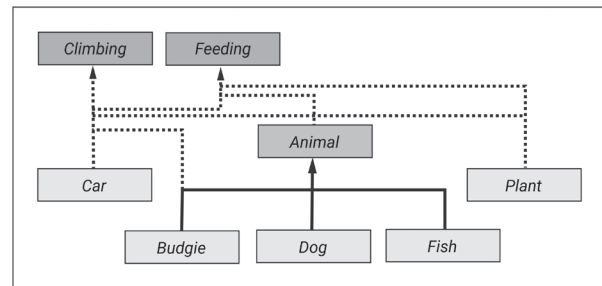 Climbing
Feeding
Animal
Car
Plant
Budgie
Dog
Fish